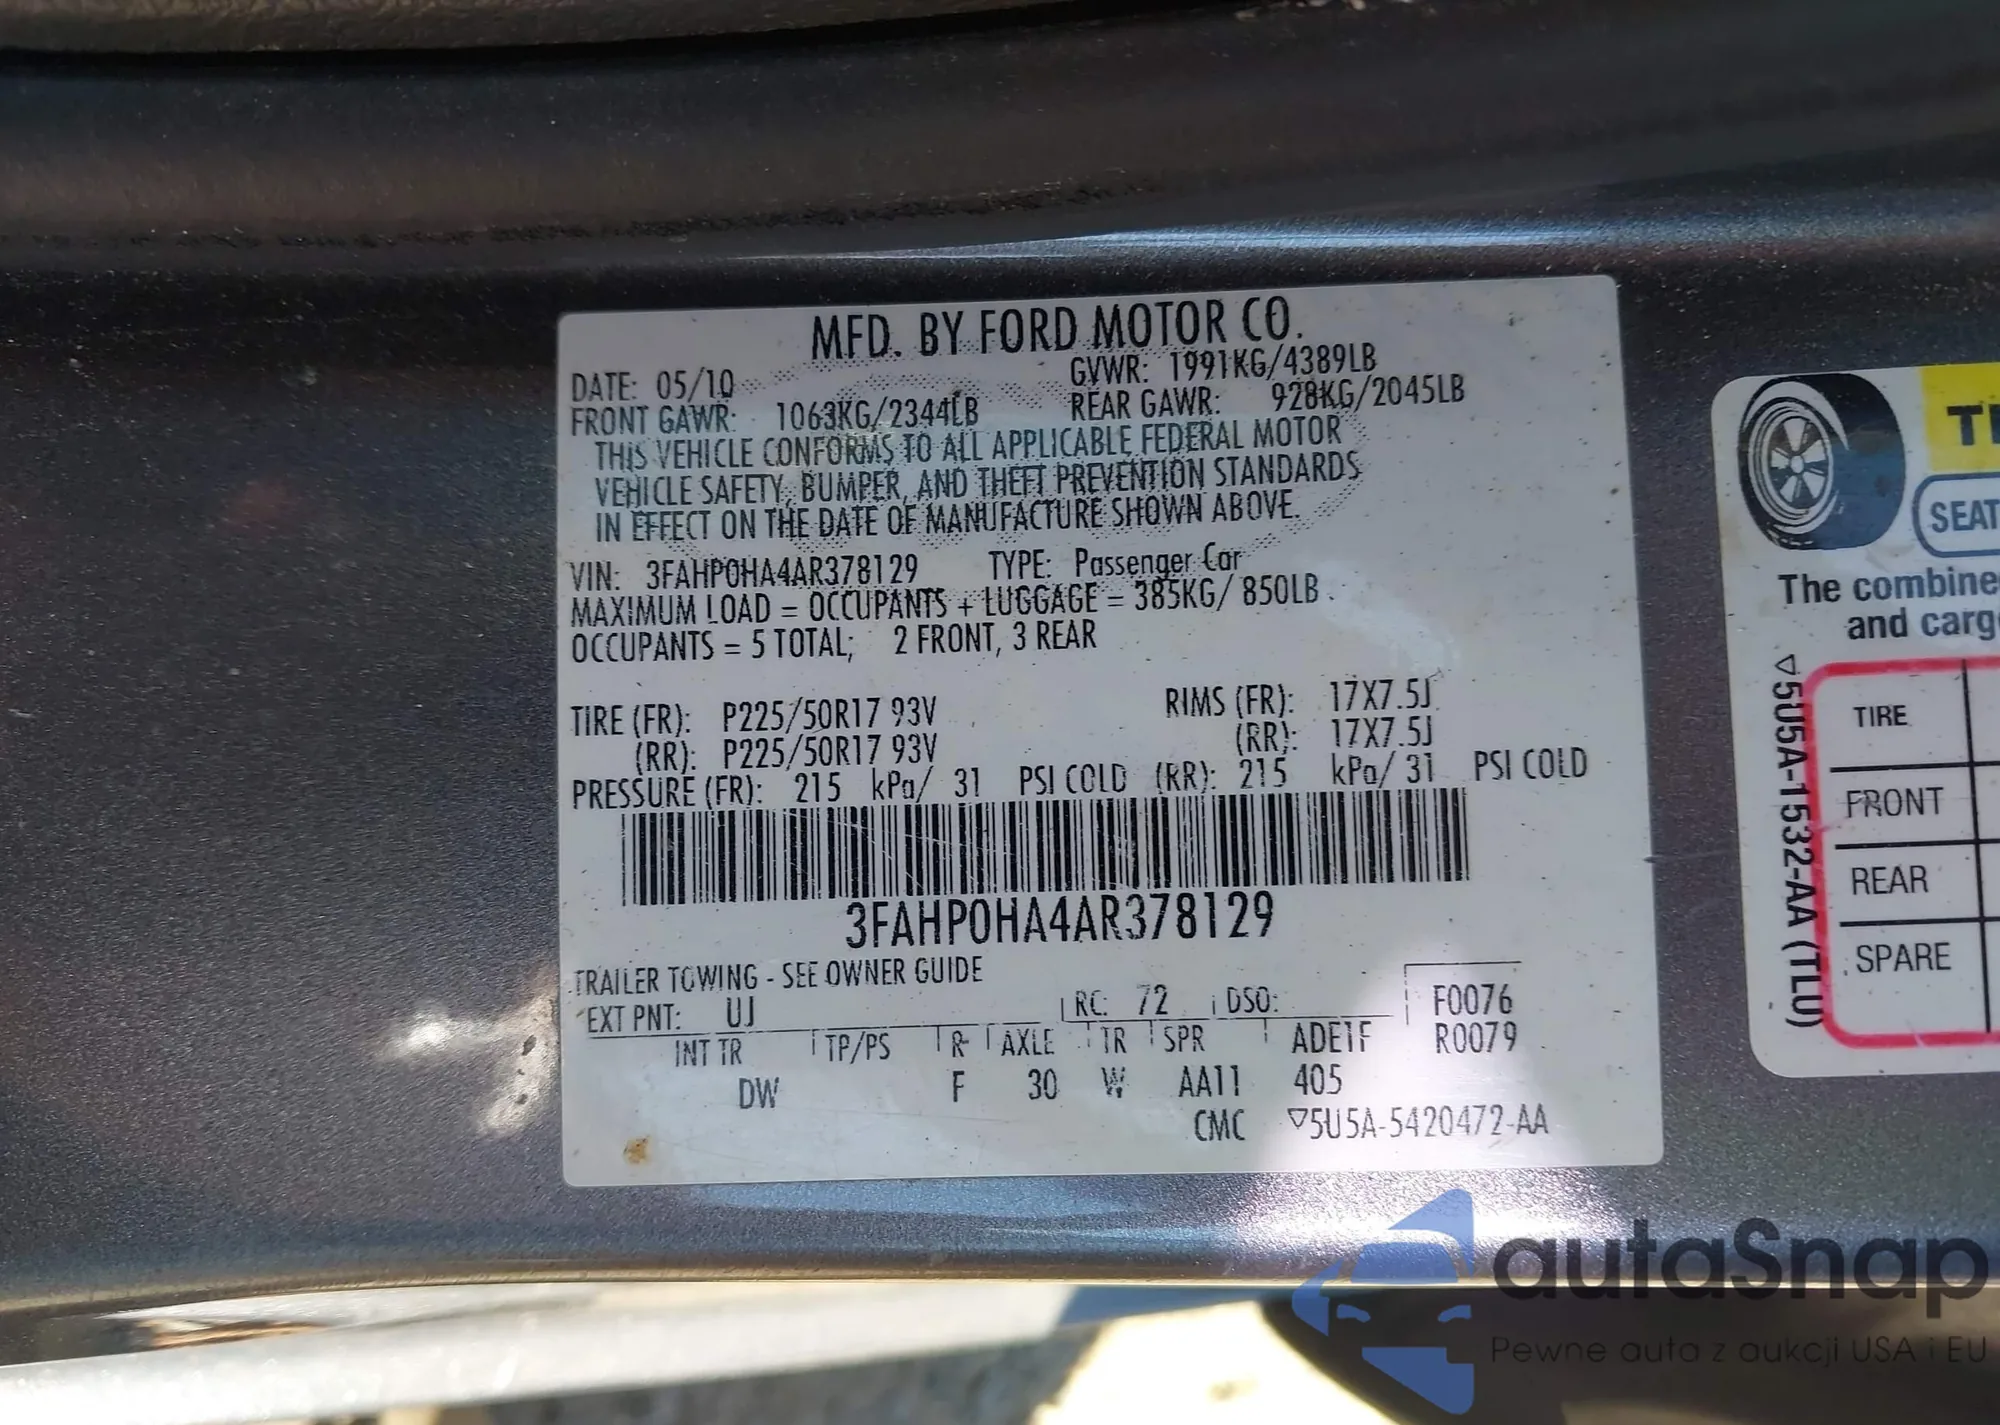 MFD. BY FORD MOTOR CO.
DATE: 05/10 GVWR: 1991KG/4389LB
FRONT GAWR: 1063KG/2344LB REAR GAWR: 928KG/2045LB
THIS VEHICLE CONFORMS TO ALL APPLICABLE FEDERAL MOTOR
VEHICLE SAFETY, BUMPER, AND THEFT PREVENTION STANDARDS
IN EFFECT ON THE DATE OF MANUFACTURE SHOWN ABOVE.
VIN: 3FAHP0HA4AR378129 TYPE: Passenger Car
MAXIMUM LOAD = OCCUPANTS + LUGGAGE = 385KG/ 850LB
OCCUPANTS = 5 TOTAL; 2 FRONT, 3 REAR
TIRE (FR): P225/50R17 93V RIMS (FR): 17X7.5J
(RR): P225/50R17 93V (RR): 17X7.5J
PRESSURE (FR): 215 kPa/ 31 PSI COLD (RR): 215 kPa/ 31 PSI COLD
3FAHP0HA4AR378129
TRAILER TOWING - SEE OWNER GUIDE
EXT PNT: UJ RC: 72 DSO: F0076
INT TR TP/PS R AXLE TR SPR ADE1F R0079
DW F 30 W AA11 405
CMC ▽5U5A-5420472-AA
SEAT
The combine
and carg
▽5U5A-1532-AA (TLU)
TIRE
FRONT
REAR
SPARE
autaSnap
Pewne auta z aukcji USA i EU